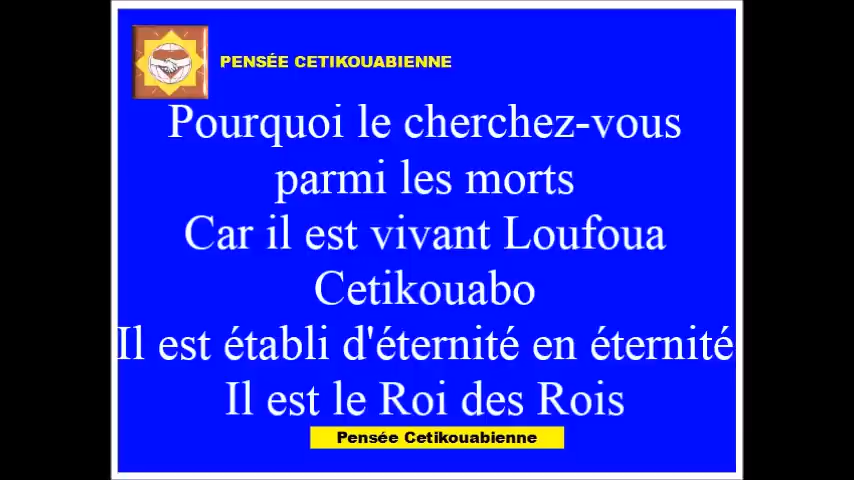 PENSÉE CETIKOUABIENNE
Pourquoi le cherchez-vous
parmi les morts
Car il est vivant Loufoua
Cetikouabo
Il est établi d'éternité en éternité
Il est le Roi des Rois
Pensée Cetikouabienne